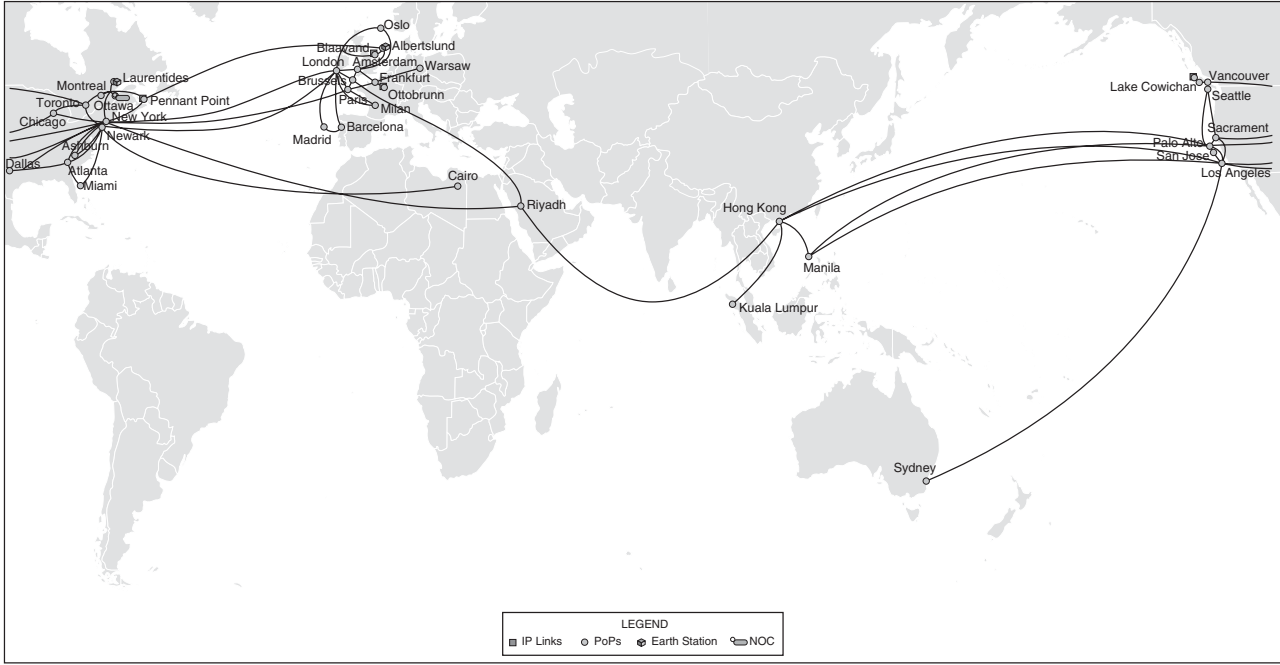 Oslo
Blaavand
Albertslund
London
Amsterdam
Warsaw
Brussels
Frankfurt
Ottobrunn
Paris
Milan
Madrid
Barcelona
Laurentides
Montreal
Toronto
Ottawa
Pennant Point
Chicago
New York
Newark
Ashburn
Dallas
Atlanta
Miami
Cairo
Riyadh
Hong Kong
Manila
Kuala Lumpur
Sydney
Vancouver
Lake Cowichan
Seattle
Sacrament
Palo Alto
San Jose
Los Angeles
LEGEND
IP Links PoPs Earth Station NOC